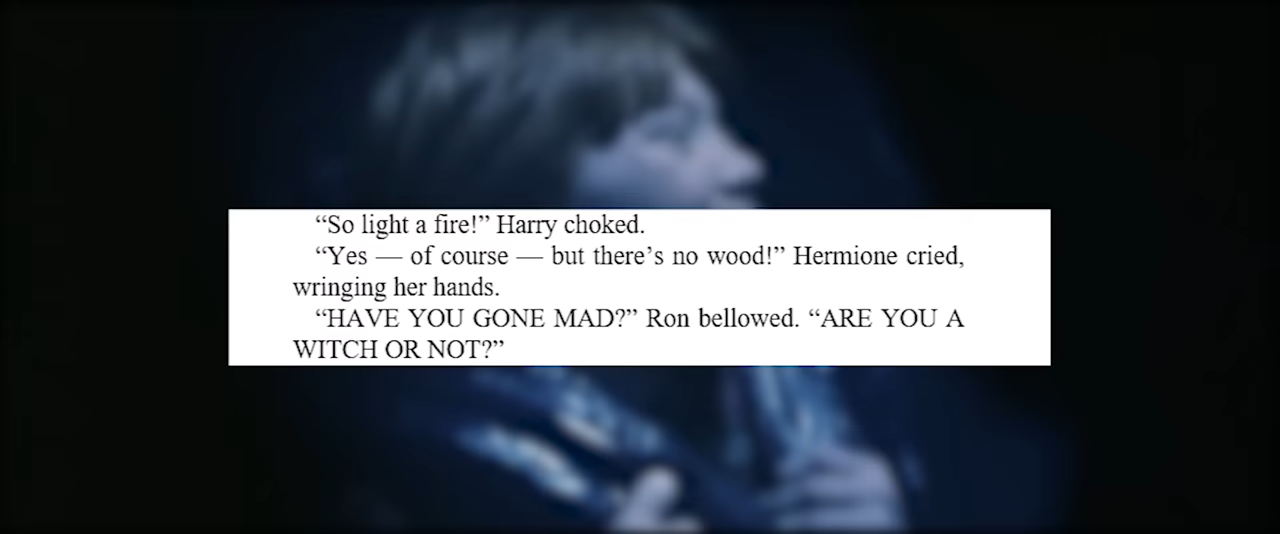 “So light a fire!” Harry choked.
“Yes — of course — but there’s no wood!” Hermione cried,
wringing her hands.
“HAVE YOU GONE MAD?” Ron bellowed. “ARE YOU A
WITCH OR NOT?”